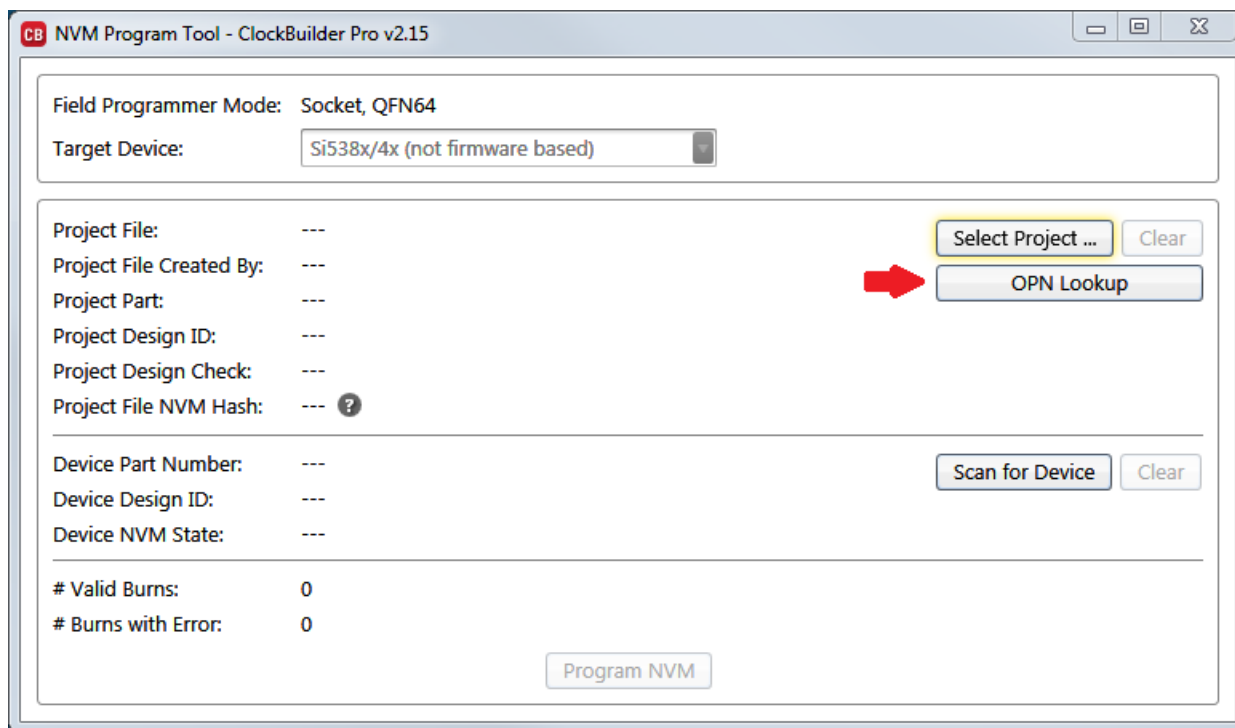 CB NVM Program Tool - ClockBuilder Pro v2.15
Field Programmer Mode: Socket, QFN64
Target Device: Si538x/4x (not firmware based)
Project File: --- Select Project ... Clear
Project File Created By: ---
OPN Lookup
Project Part: ---
Project Design ID: ---
Project Design Check: ---
Project File NVM Hash: --- ?
Device Part Number: --- Scan for Device Clear
Device Design ID: ---
Device NVM State: ---
# Valid Burns: 0
# Burns with Error: 0
Program NVM